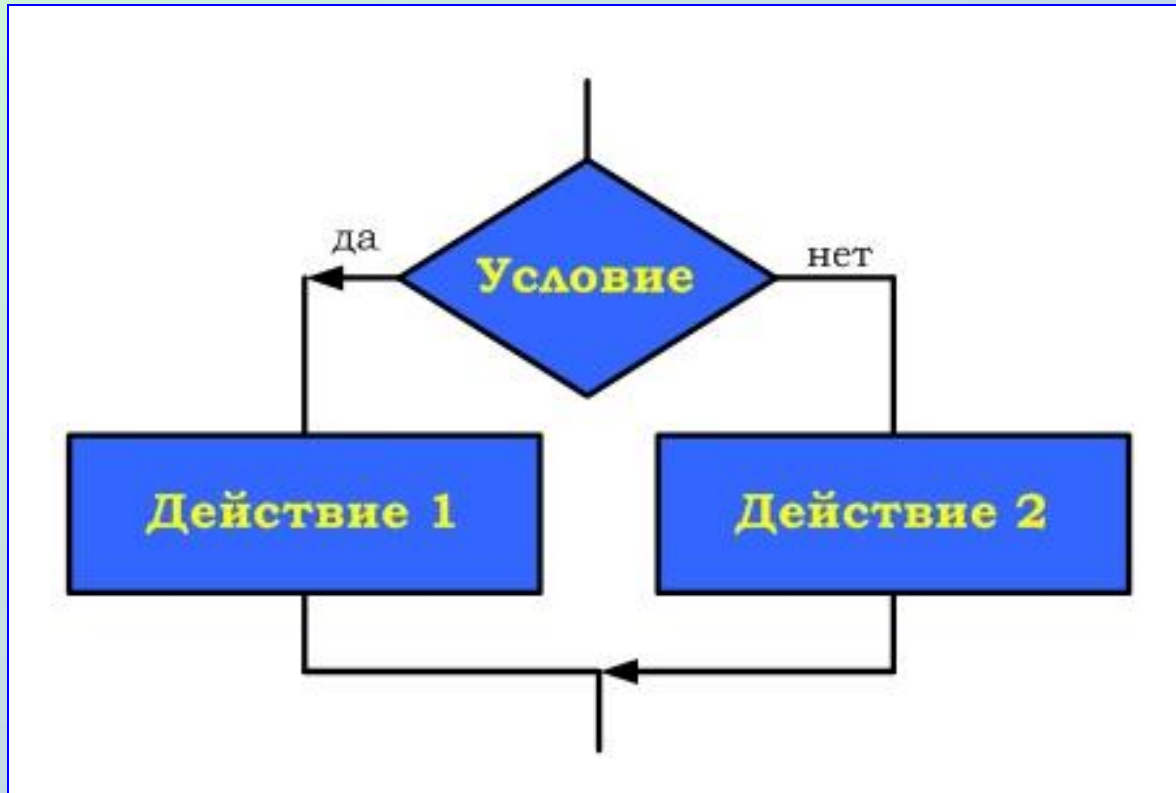 да
нет
Условие
Действие 1
Действие 2